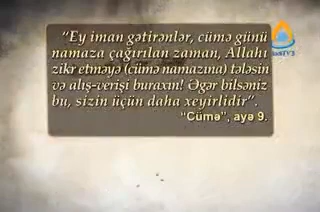 “Ey iman gətirənlər, cümə günü
namaza çağırılan zaman, Allahı
zikr etməyə (cümə namazına) tələsin
və alış-verişi buraxın! Əgər bilsəniz
bu, sizin üçün daha xeyirlidir”.
“Cümə”, ayə 9.